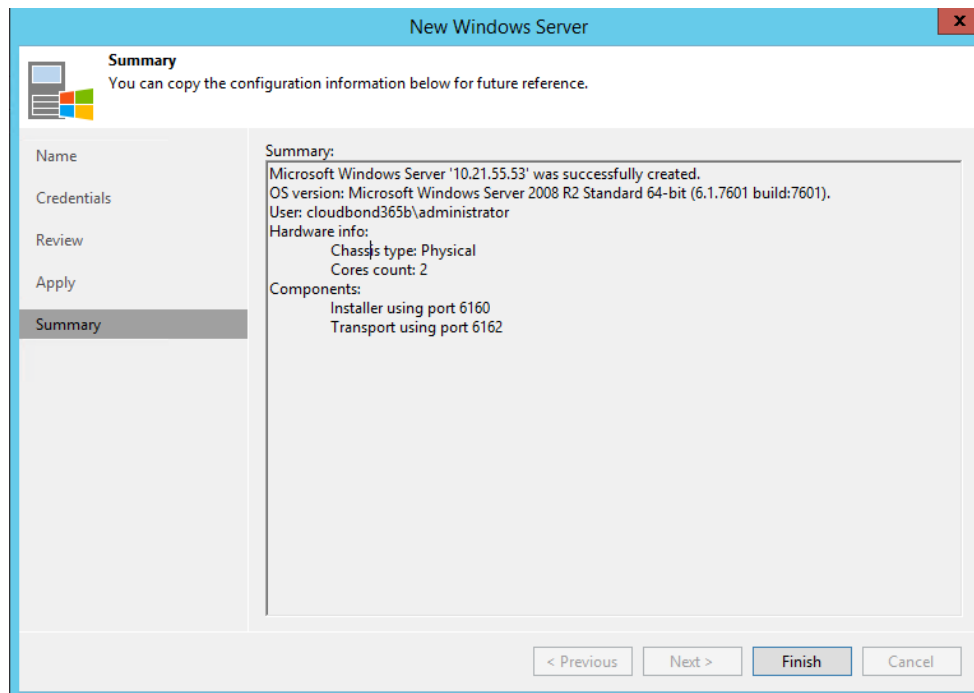 New Windows Server
x
Summary
You can copy the configuration information below for future reference.
Name
Credentials
Review
Apply
Summary
Summary:
Microsoft Windows Server '10.21.55.53' was successfully created.
OS version: Microsoft Windows Server 2008 R2 Standard 64-bit (6.1.7601 build:7601).
User: cloudbond365b\administrator
Hardware info:
Chassis type: Physical
Cores count: 2
Components:
Installer using port 6160
Transport using port 6162
< Previous
Next >
Finish
Cancel